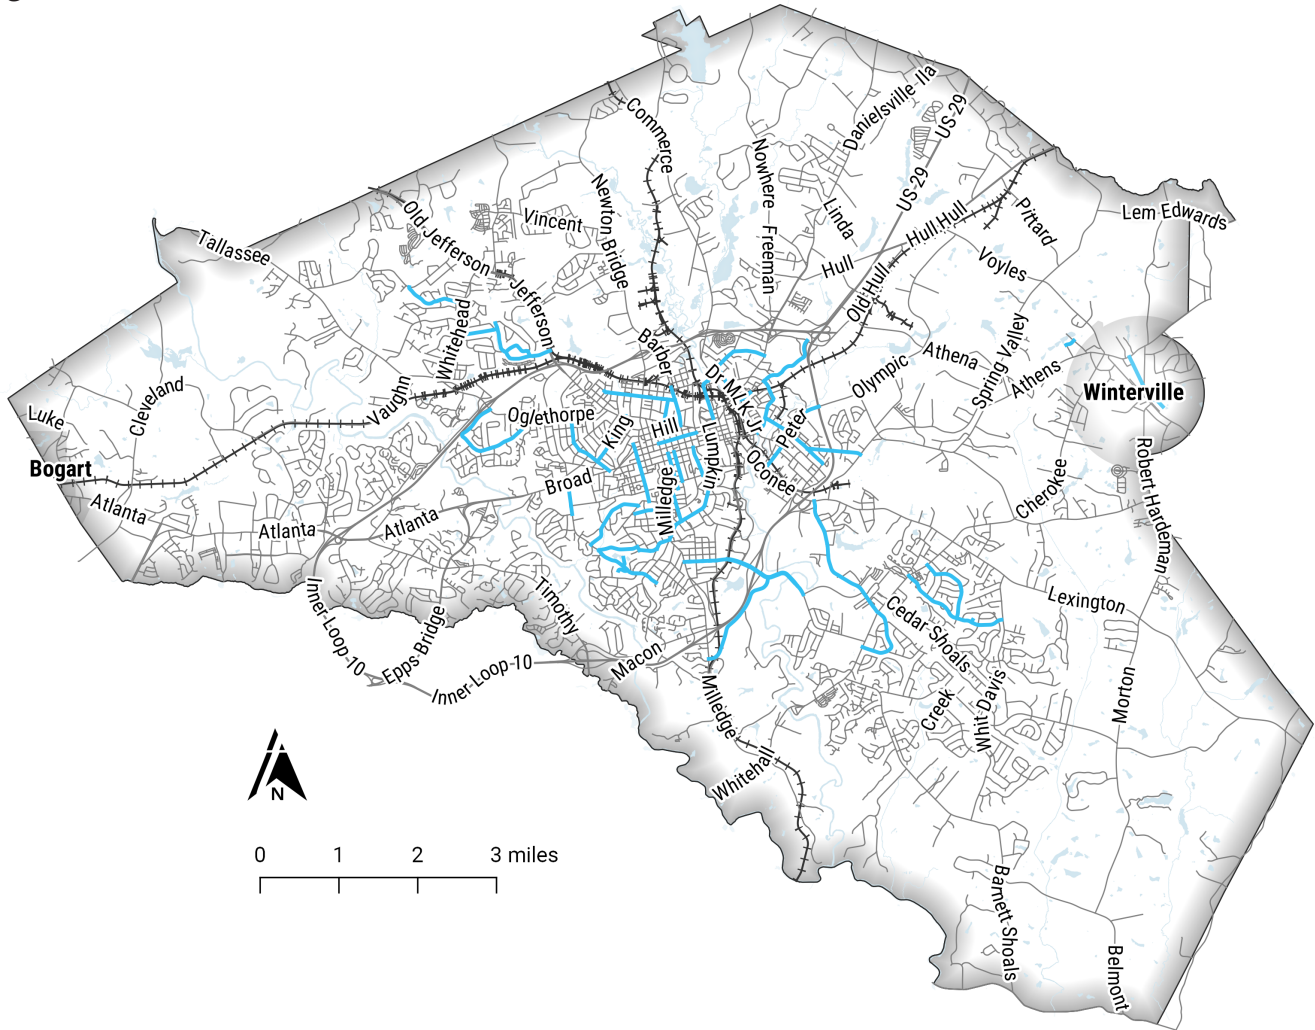 Commerce
Danielsville-Ila
US-29
Nowhere
Newton Bridge
US-29
Linda
Freeman
Hull
Hull
Hull
Pittard
Lem Edwards
Old Jefferson
Vincent
Tallassee
Voyles
Jefferson
Old Hull
Whitehead
Barber
Spring Valley
Athena
Athens
Olympic
Dr MLK Jr
Winterville
Cleveland
Vaughn
Luke
Oglethorpe
King
Hill
Lumpkin
Peter
Bogart
Oconee
Broad
Milledge
Cherokee
Robert Hardeman
Atlanta
Atlanta
Atlanta
Inner Loop 10
Timothy
Epps Bridge
Inner Loop 10
Macon
Cedar Shoals
Lexington
Milledge
Creek
Whit Davis
Morton
Whitehall
N
0 1 2 3 miles
Barnett Shoals
Belmont